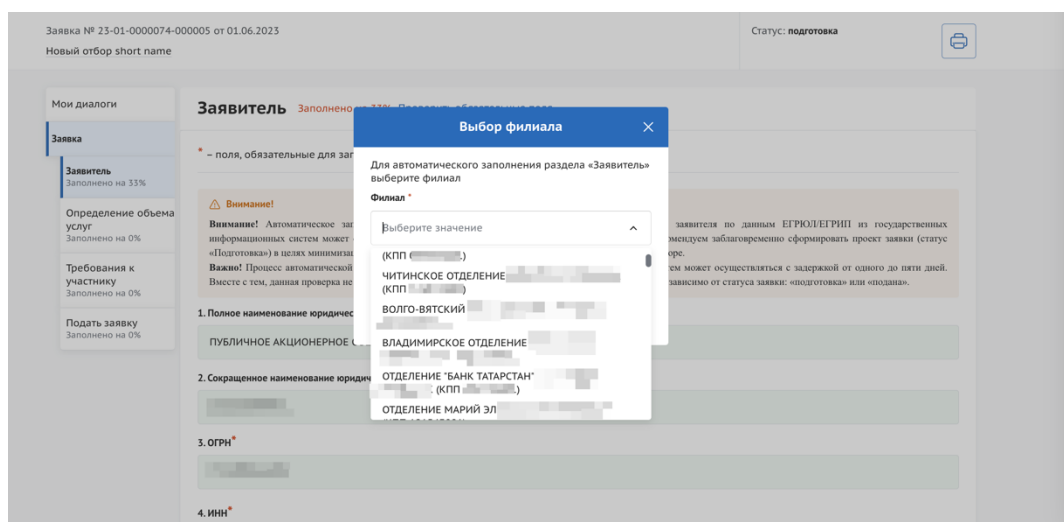 Заявка № 23-01-0000074-000005 от 01.06.2023
Статус: подготовка
Новый отбор short name
Мои диалоги
Заявка
Заявитель
Заполнено на 33%
Определение объема
услуг
Заполнено на 0%
Требования к
участнику
Заполнено на 0%
Подать заявку
Заполнено на 0%
Заявитель Заполнено на 33% Проверить обязательные поля
* – поля, обязательные для зап
Внимание!
Внимание! Автоматическое зап
заявителя по данным ЕГРЮЛ/ЕГРИП из государственных
информационных систем может
омендуем заблаговременно сформировать проект заявки (статус
«Подготовка») в целях минимиза
оре.
Важно! Процесс автоматической
тем может осуществляться с задержкой от одного до пяти дней.
Вместе с тем, данная проверка не
зависимо от статуса заявки: «подготовка» или «подана».
1. Полное наименование юридичес
ПУБЛИЧНОЕ АКЦИОНЕРНОЕ О
2. Сокращенное наименование юридич
3. ОГРН*
4. ИНН*
Выбор филиала
Для автоматического заполнения раздела «Заявитель»
выберите филиал
Филиал *
Выберите значение
(КПП .)
ЧИТИНСКОЕ ОТДЕЛЕНИЕ
(КПП )
ВОЛГО-ВЯТСКИЙ
ВЛАДИМИРСКОЕ ОТДЕЛЕНИЕ
ОТДЕЛЕНИЕ "БАНК ТАТАРСТАН"
. (КПП .)
ОТДЕЛЕНИЕ МАРИЙ ЭЛ